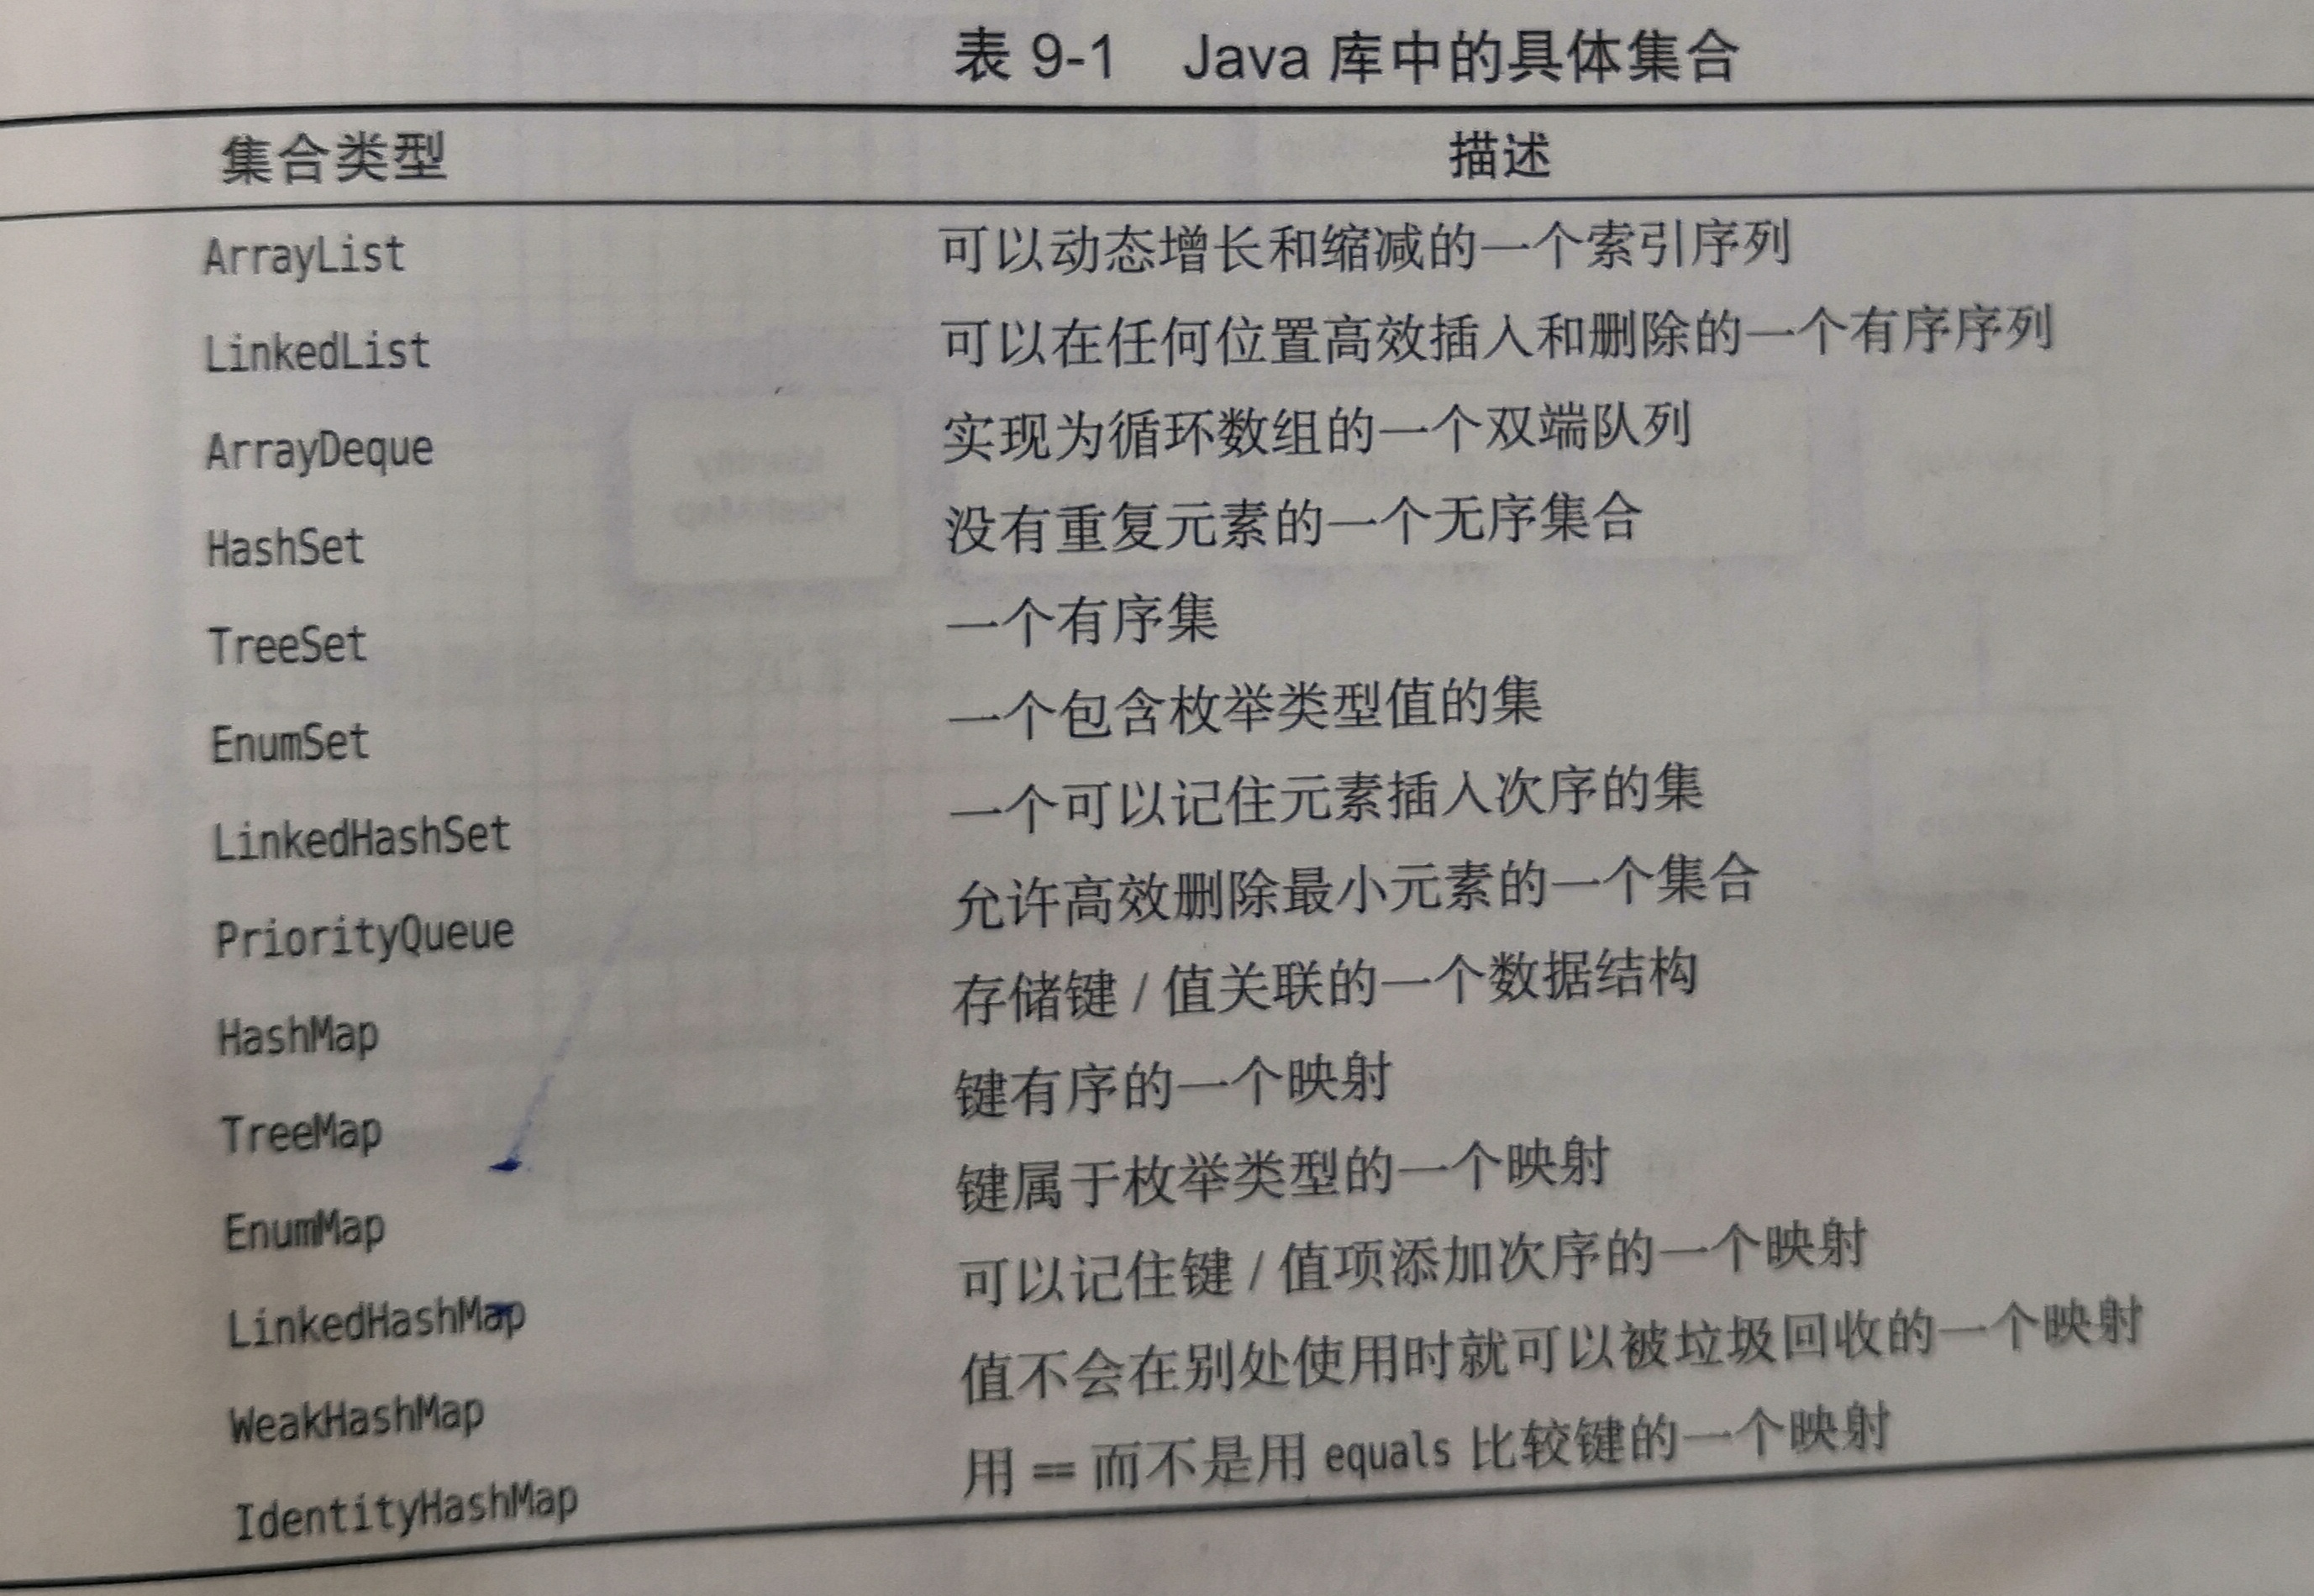 表 9-1 Java 库中的具体集合
集合类型 描述
ArrayList 可以动态增长和缩减的一个索引序列
LinkedList 可以在任何位置高效插入和删除的一个有序序列
ArrayDeque 实现为循环数组的一个双端队列
HashSet 没有重复元素的一个无序集合
TreeSet 一个有序集
EnumSet 一个包含枚举类型值的集
LinkedHashSet 一个可以记住元素插入次序的集
PriorityQueue 允许高效删除最小元素的一个集合
HashMap 存储键 / 值关联的一个数据结构
TreeMap 键有序的一个映射
EnumMap 键属于枚举类型的一个映射
LinkedHashMap 可以记住键 / 值项添加次序的一个映射
WeakHashMap 值不会在别处使用时就可以被垃圾回收的一个映射
IdentityHashMap 用 == 而不是用 equals 比较键的一个映射